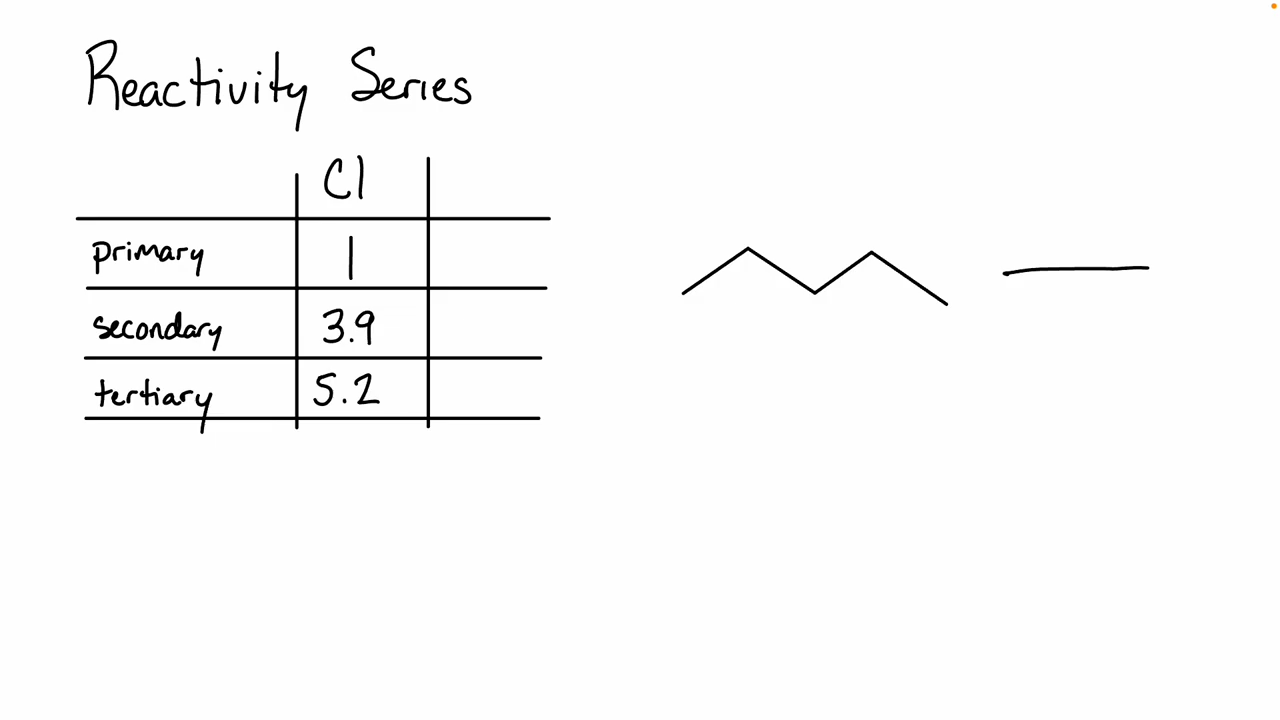 Reactivity Series
Cl
primary 1
secondary 3.9
tertiary 5.2